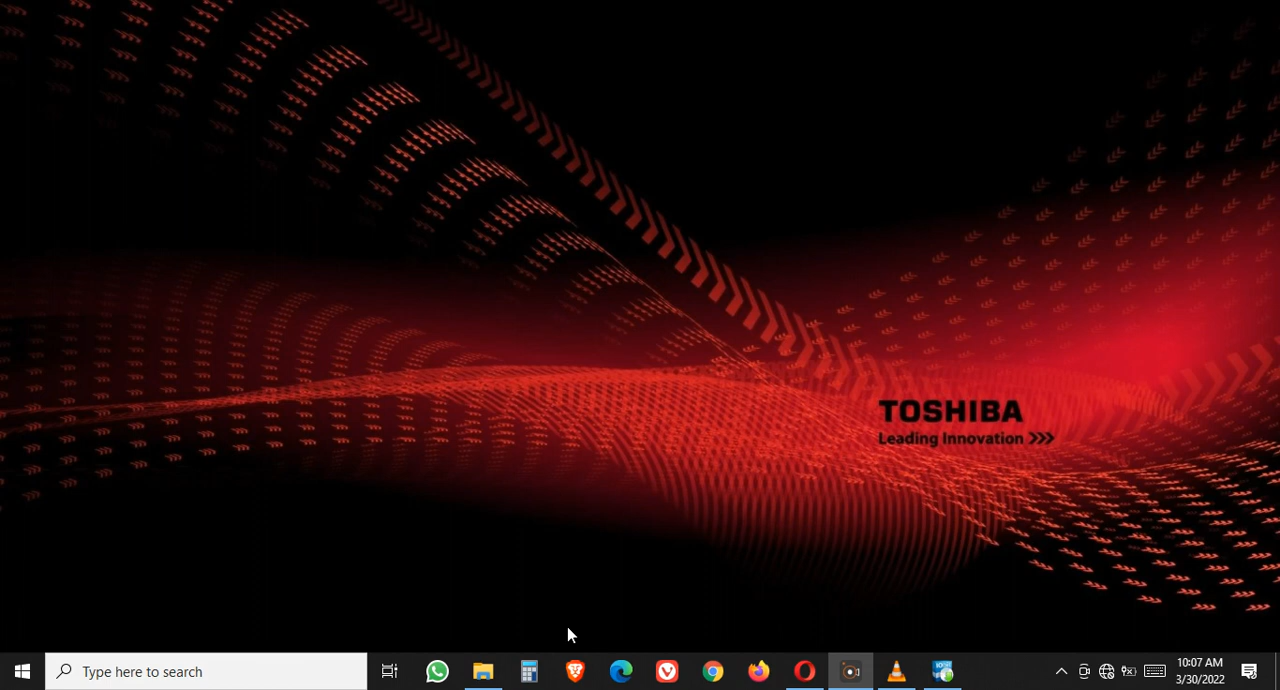 TOSHIBA
Leading Innovation >>>
Type here to search
10:07 AM
3/30/2022